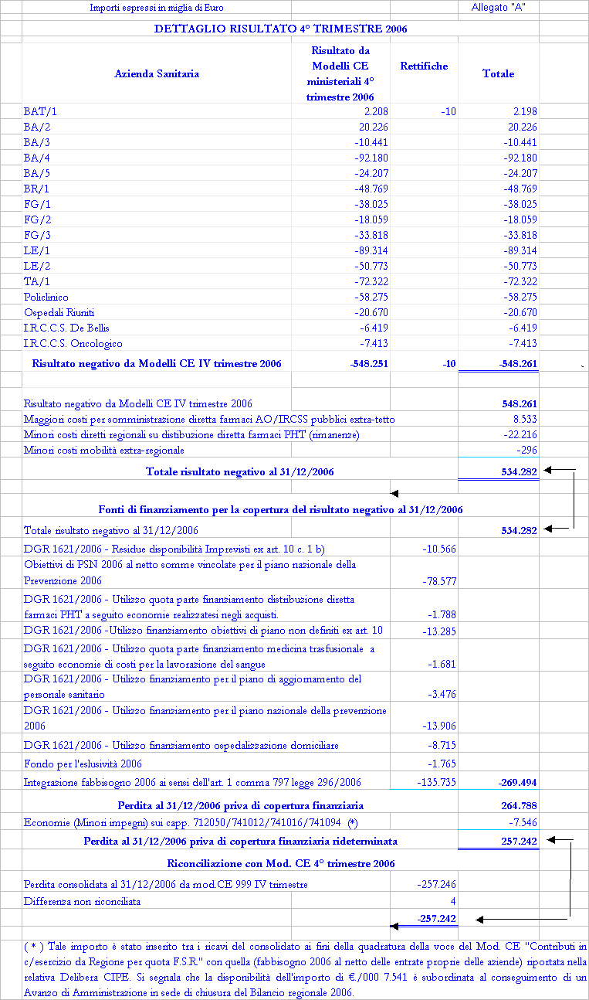 Importi espressi in miglia di Euro Allegato "A"
DETTAGLIO RISULTATO 4° TRIMESTRE 2006
Azienda Sanitaria Risultato da Modelli CE ministeriali 4° trimestre 2006 Rettifiche Totale
BAT/1 2.208 -10 2.198
BA/2 20.226 20.226
BA/3 -10.441 -10.441
BA/4 -92.180 -92.180
BA/5 -24.207 -24.207
BR/1 -48.769 -48.769
FG/1 -38.025 -38.025
FG/2 -18.059 -18.059
FG/3 -33.818 -33.818
LE/1 -89.314 -89.314
LE/2 -50.773 -50.773
TA/1 -72.322 -72.322
Policlinico -58.275 -58.275
Ospedali Riuniti -20.670 -20.670
I.R.C.C.S. De Bellis -6.419 -6.419
I.R.C.C.S. Oncologico -7.413 -7.413
Risultato negativo da Modelli CE IV trimestre 2006 -548.251 -10 -548.261
Risultato negativo da Modelli CE IV trimestre 2006 548.261
Maggiori costi per somministrazione diretta farmaci AO/IRCSS pubblici extra-tetto 8.533
Minori costi diretti regionali su distibuzione diretta farmaci PHT (rimanenze) -22.216
Minori costi mobilità extra-regionale -296
Totale risultato negativo al 31/12/2006 534.282
Fonti di finanziamento per la copertura del risultato negativo al 31/12/2006
Totale risultato negativo al 31/12/2006 534.282
DGR 1621/2006 - Residue disponibilità Imprevisti ex art. 10 c. 1 b) -10.566
Obiettivi di PSN 2006 al netto somme vincolate per il piano nazionale della
Prevenzione 2006 -78.577
DGR 1621/2006 - Utilizzo quota parte finanziamento distribuzione diretta
farmaci PHT a seguito economie realizzatesi negli acquisti. -1.788
DGR 1621/2006 -Utilizzo finanziamento obiettivi di piano non definiti ex art. 10 -13.285
DGR 1621/2006 - Utilizzo quota parte finanziamento medicina trasfusionale a
seguito economie di costi per la lavorazione del sangue -1.681
DGR 1621/2006 - Utilizzo finanziamento per il piano di aggiornamento del
personale sanitario -3.476
DGR 1621/2006 - Utilizzo finanziamento per il piano nazionale della prevenzione
2006 -13.906
DGR 1621/2006 - Utilizzo finanziamento ospedalizzazione domiciliare -8.715
Fondo per l'eslusività 2006 -1.765
Integrazione fabbisogno 2006 ai sensi dell'art. 1 comma 797 legge 296/2006 -135.735 -269.494
Perdita al 31/12/2006 priva di copertura finanziaria 264.788
Economie (Minori impegni) sui capp. 712050/741012/741016/741094 (*) -7.546
Perdita al 31/12/2006 priva di copertura finanziaria rideterminata 257.242
Riconciliazione con Mod. CE 4° trimestre 2006
Perdita consolidata al 31/12/2006 da mod.CE 999 IV trimestre -257.246
Differenza non riconciliata 4
-257.242
( * ) Tale importo è stato inserito tra i ricavi del consolidato ai fini della quadratura della voce del Mod. CE "Contributi in
c/esercizio da Regione per quota F.S.R" con quella (fabbisogno 2006 al netto delle entrate proprie delle aziende) riportata nella
relativa Delibera CIPE. Si segnala che la disponibilità dell'importo di €./000 7.541 è subordinata al conseguimento di un
Avanzo di Amministrazione in sede di chiusura del Bilancio regionale 2006.